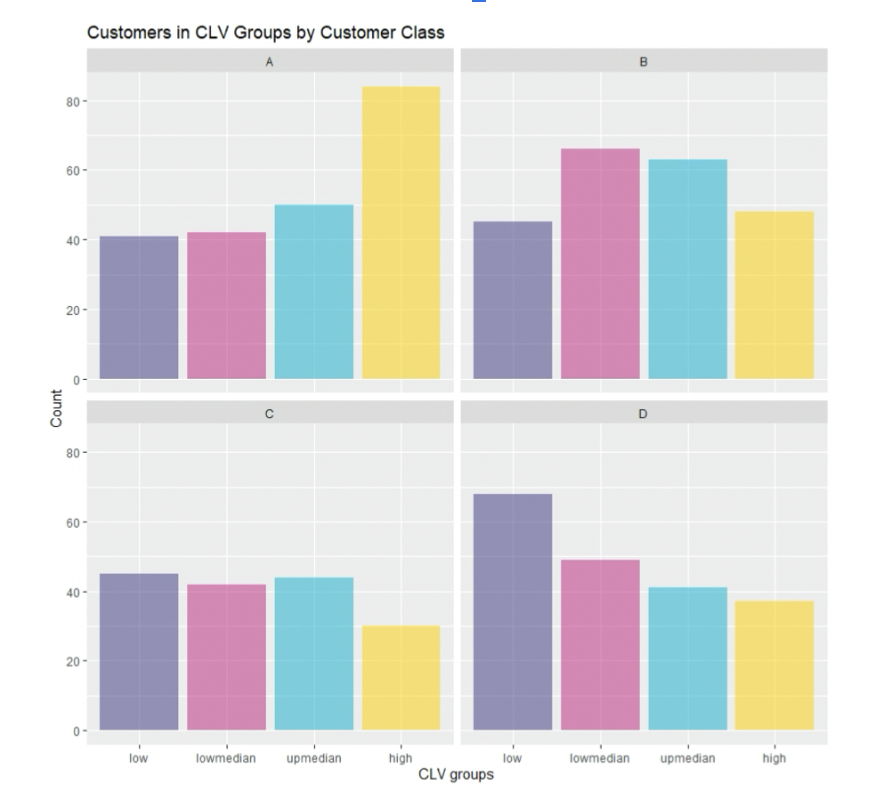 Customers in CLV Groups by Customer Class
A
B
80
60
40
20
0
Count
C
D
80
60
40
20
0
low lowmedian upmedian high low lowmedian upmedian high
CLV groups